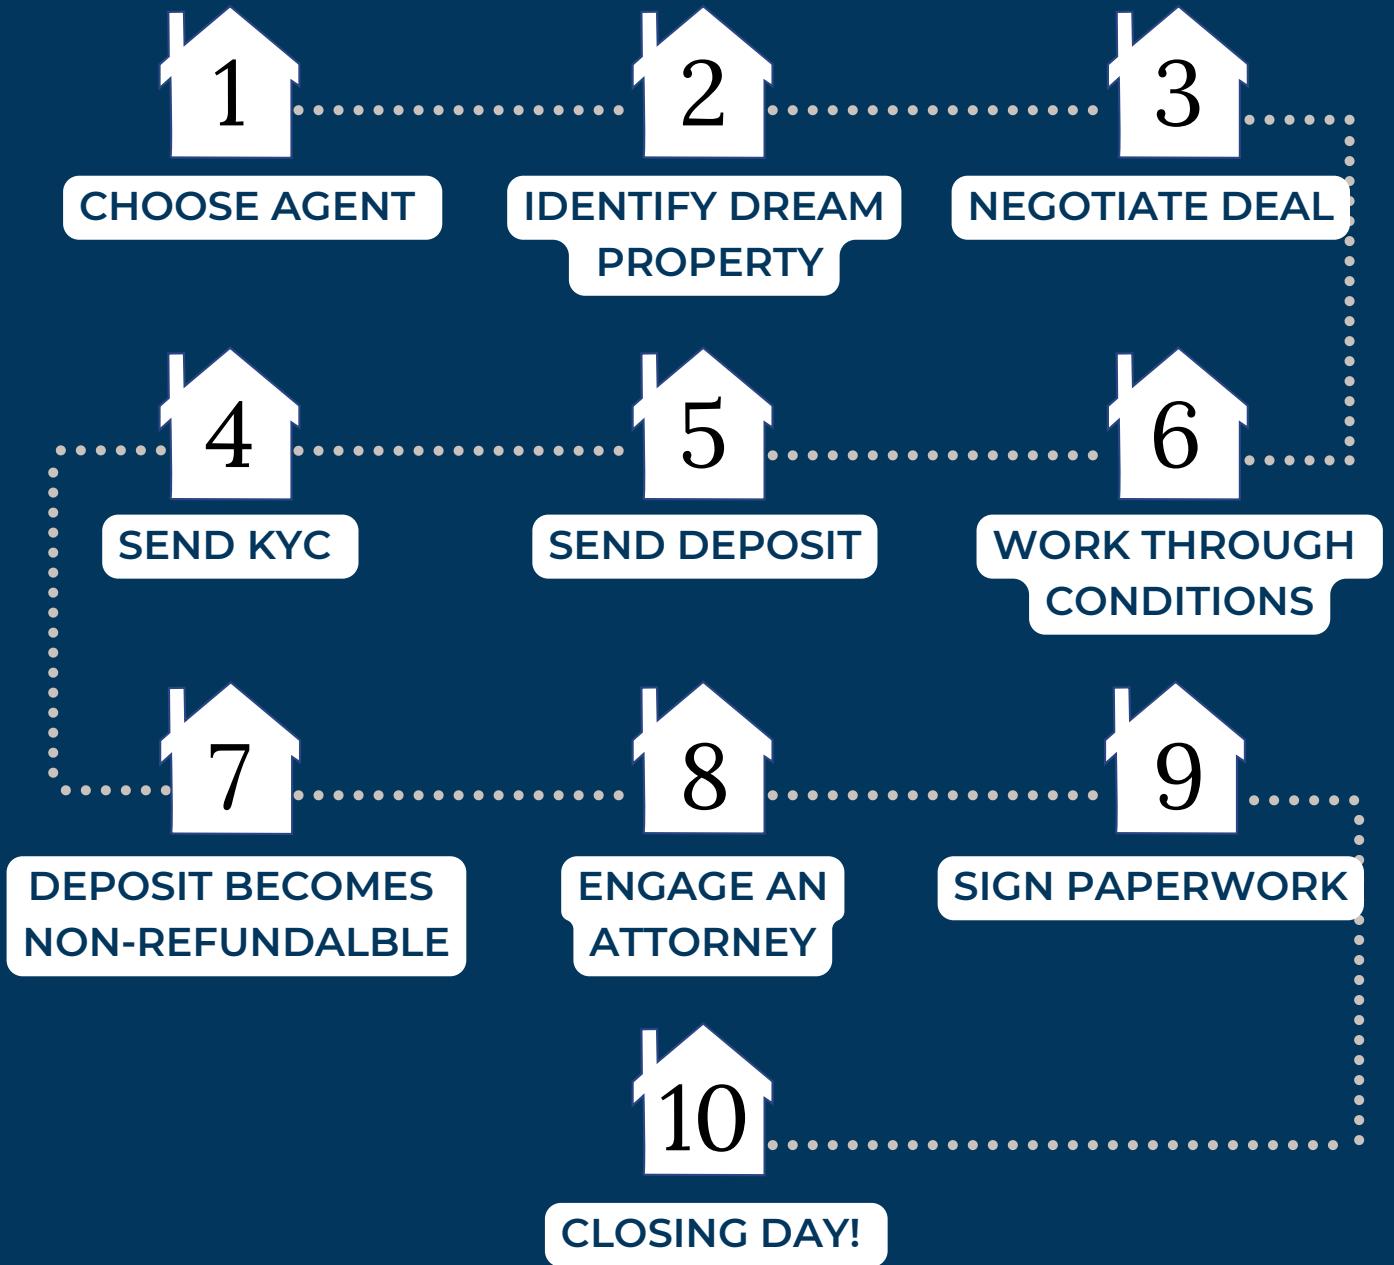 1
CHOOSE AGENT
2
IDENTIFY DREAM
PROPERTY
3
NEGOTIATE DEAL
4
SEND KYC
5
SEND DEPOSIT
6
WORK THROUGH
CONDITIONS
7
DEPOSIT BECOMES
NON-REFUNDALBLE
8
ENGAGE AN
ATTORNEY
9
SIGN PAPERWORK
10
CLOSING DAY!